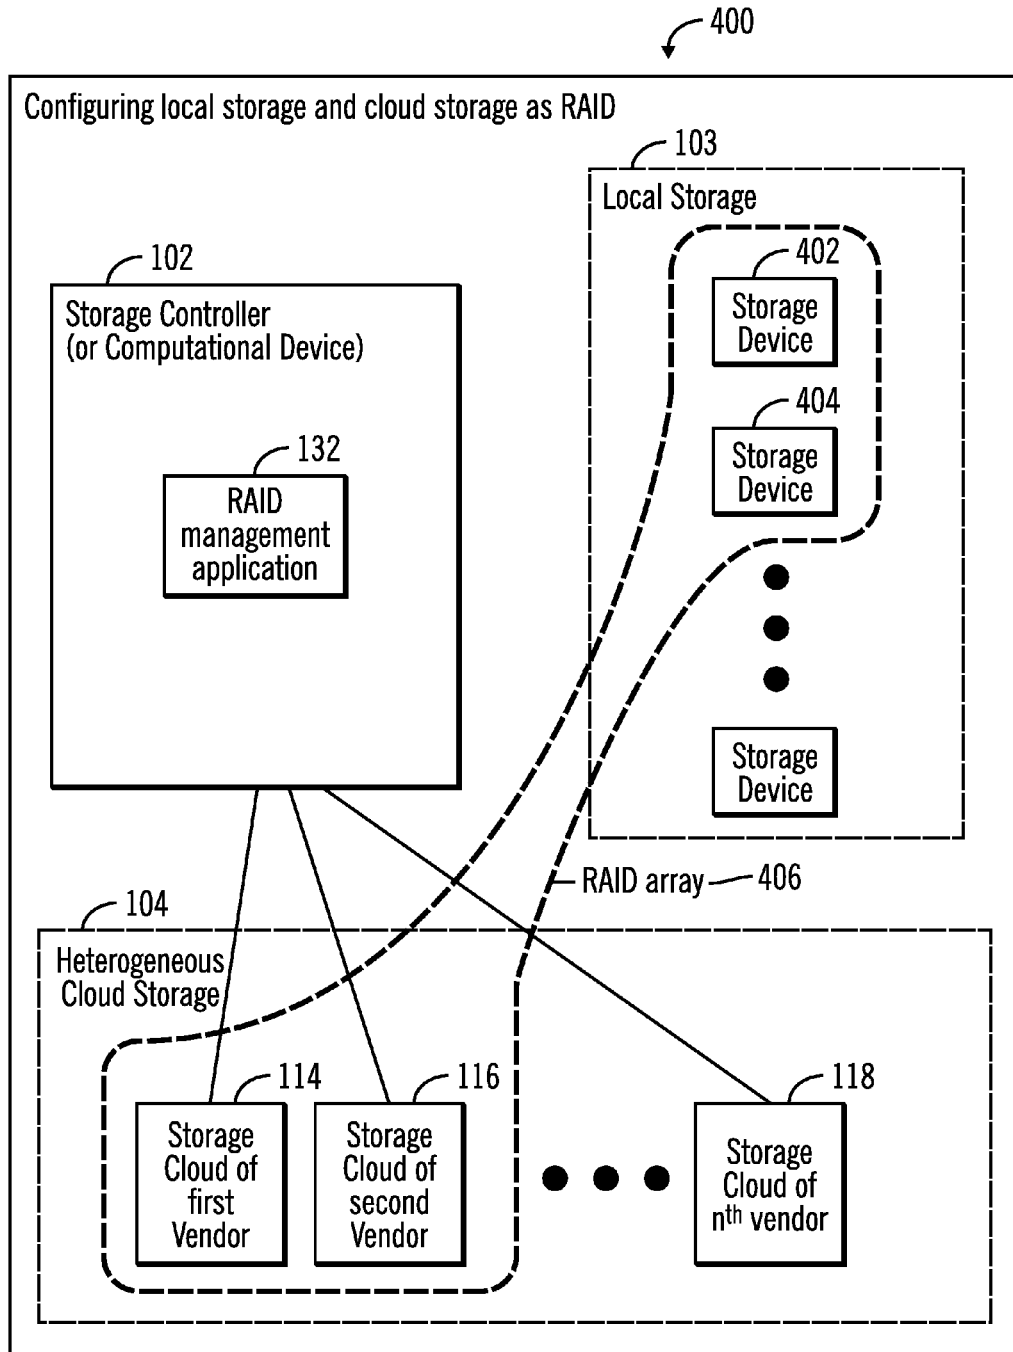 400
Configuring local storage and cloud storage as RAID
103
Local Storage
102
Storage Controller
(or Computational Device)
402
Storage
Device
404
Storage
Device
132
RAID
management
application
Storage
Device
RAID array
406
104
Heterogeneous
Cloud Storage
114
Storage
Cloud of
first
Vendor
116
Storage
Cloud of
second
Vendor
118
Storage
Cloud of
nth vendor